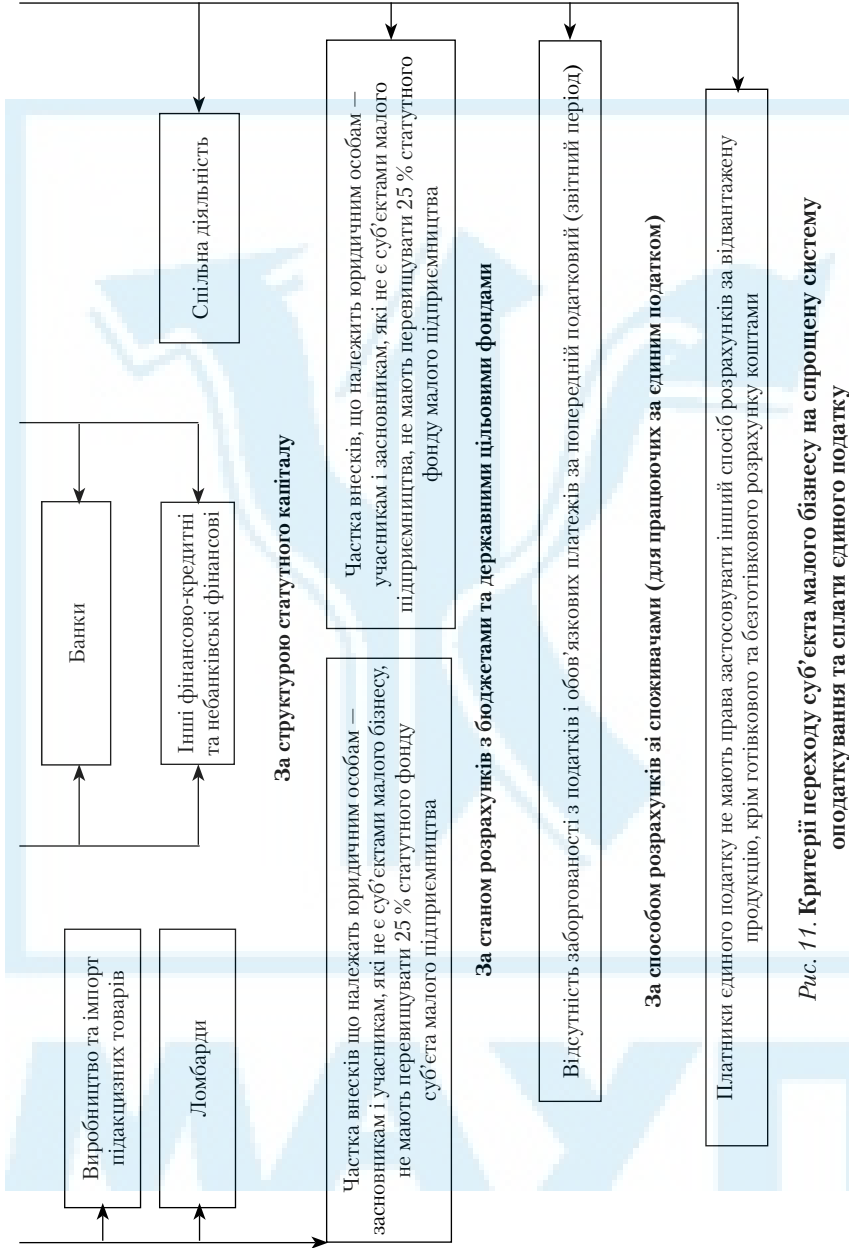 Виробництво та імпорт
підакцизних товарів
Ломбарди
Банки
Інші фінансово-кредитні
та небанківські фінансові
Спільна діяльність
За структурою статутного капіталу
Частка внесків що належать юридичним особам —
засновникам і учасникам, які не є суб’єктами малого бізнесу,
не мають перевищувати 25 % статутного фонду
суб’єта малого підприємництва
Частка внесків, що належить юридичним особам —
учасникам і засновникам, які не є суб’єктами малого
підприємництва, не мають перевищувати 25 % статутного
фонду малого підприємництва
За станом розрахунків з бюджетами та державними цільовими фондами
Відсутність заборгованості з податків і обов’язкових платежів за попередній податковий (звітний період)
За способом розрахунків зі споживачами (для працюючих за єдиним податком)
Платники єдиного податку не мають права застосовувати інший спосіб розрахунків за відвантажену
продукцію, крім готівкового та безготівкового розрахунку коштами
Рис. 11. Критерії переходу суб’єкта малого бізнесу на спрощену систему
оподаткування та сплати єдиного податку
МАУП